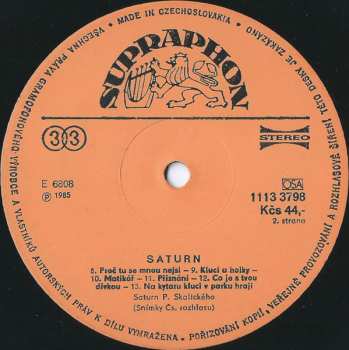 VŠECHNA PRÁVA GRAMOFONOVÉHO VÝROBCE A VLASTNÍKŮ AUTORSKÝCH PRÁV K DÍLU VYHRAŽENA. • POŘIZOVÁNÍ KOPIÍ, VEŘEJNÉ PROVOZOVÁNÍ A ROZHLASOVÉ ŠÍŘENÍ TÉTO DESKY JE ZAKÁZÁNO • MADE IN CZECHOSLOVAKIA •
SUPRAPHON
33
STEREO
E 6808
Ⓟ 1985
OSA
1113 3798
Kčs 44,-
2. strana
SATURN
8. Proč tu se mnou nejsi – 9. Kluci a holky –
10. Matikář – 11. Přiznání – 12. Co je s tvou
dívkou – 13. Na kytaru kluci v parku hrají
Saturn P. Skalického
(Snímky Čs. rozhlasu)